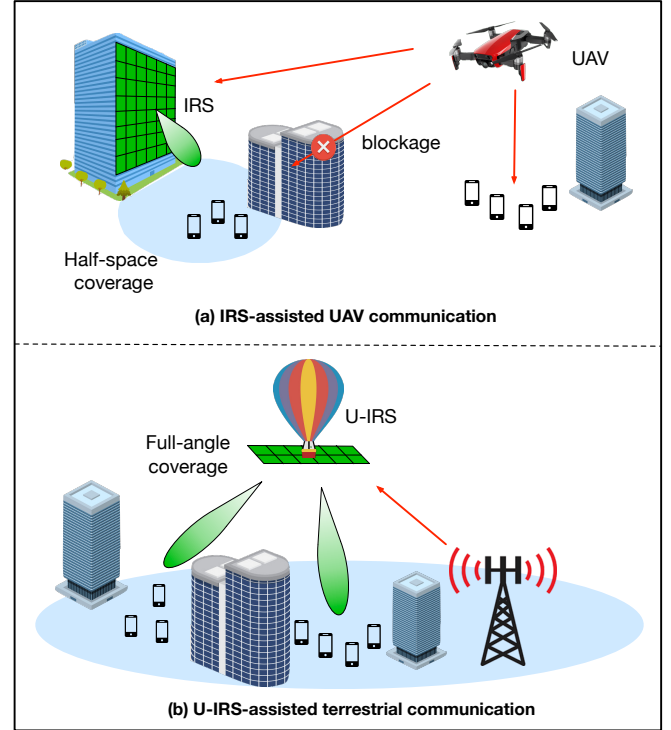 UAV
IRS
blockage
Half-space
coverage
(a) IRS-assisted UAV communication
U-IRS
Full-angle
coverage
(b) U-IRS-assisted terrestrial communication